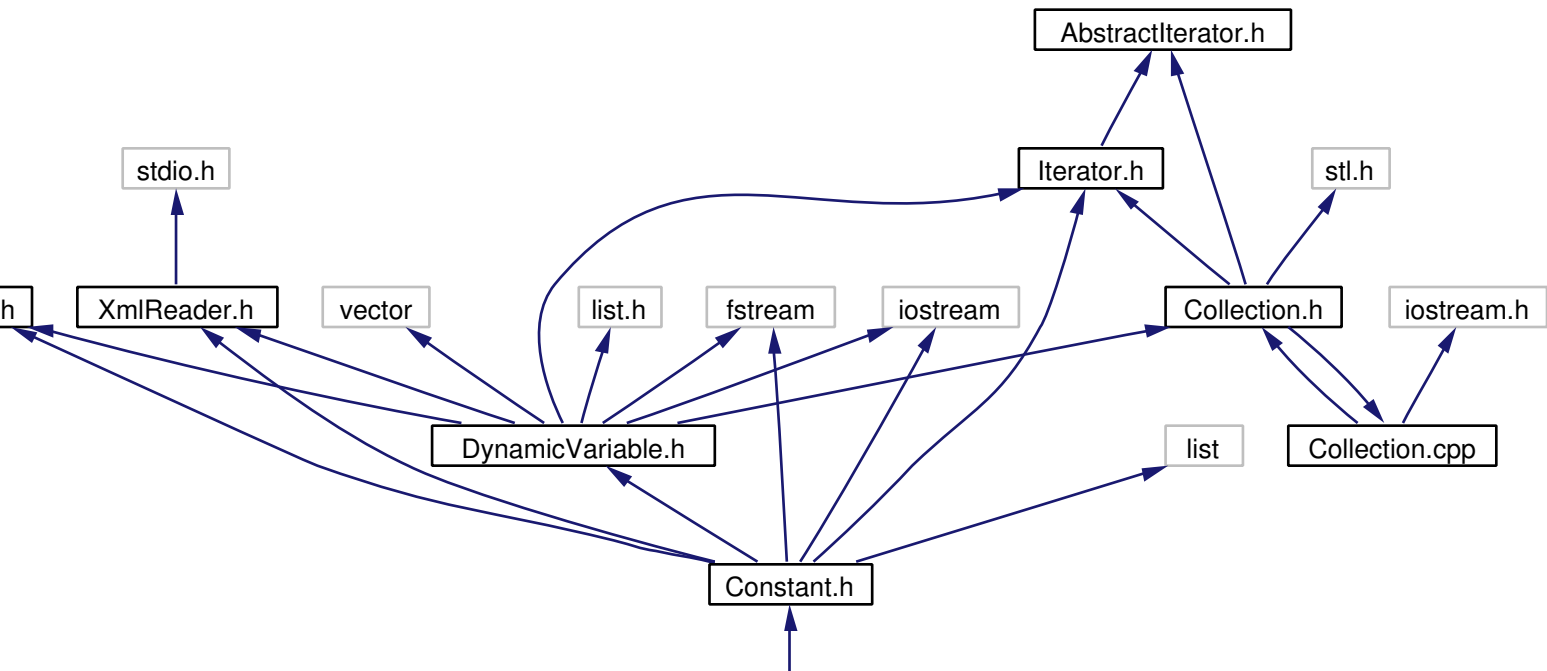 AbstractIterator.h
stdio.h
Iterator.h
stl.h
h
XmlReader.h
vector
list.h
fstream
iostream
Collection.h
iostream.h
DynamicVariable.h
list
Collection.cpp
Constant.h